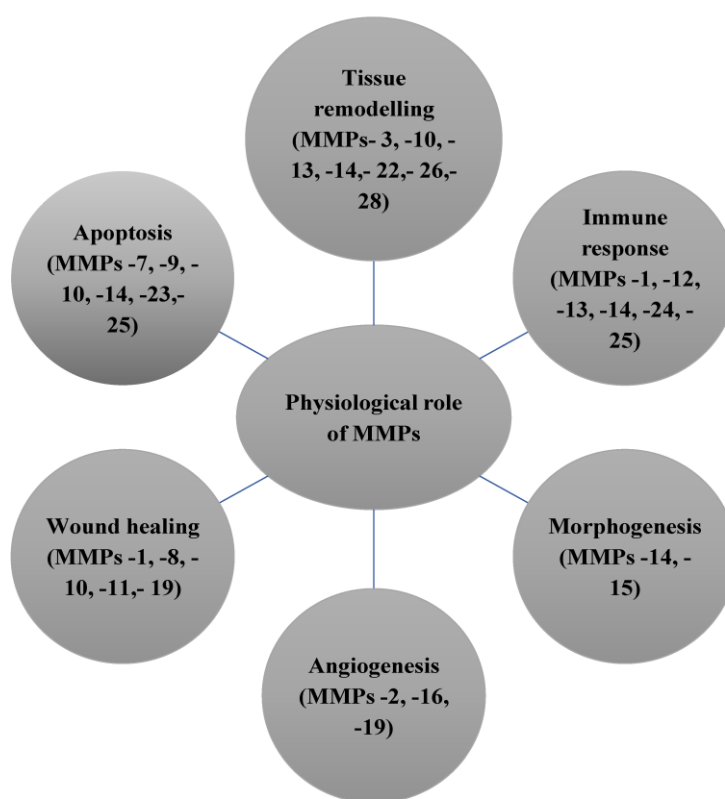 Tissue
remodelling
(MMPs- 3, -10, -
13, -14,- 22,- 26,-
28)
Immune
response
(MMPs -1, -12,
-13, -14, -24, -
25)
Apoptosis
(MMPs -7, -9, -
10, -14, -23,-
25)
Physiological role
of MMPs
Wound healing
(MMPs -1, -8, -
10, -11,- 19)
Morphogenesis
(MMPs -14, -
15)
Angiogenesis
(MMPs -2, -16,
-19)